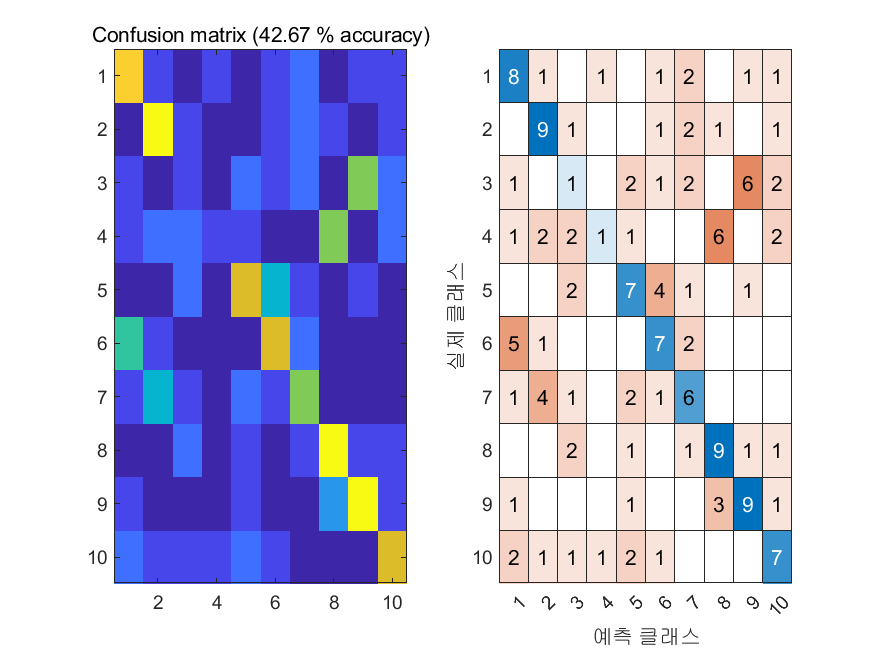 Confusion matrix (42.67 % accuracy)
1
2
3
4
5
6
7
8
9
10
2 4 6 8 10
실제 클래스
1 8 1 1 1 2 1 1
2 9 1 1 2 1 1
3 1 1 2 1 2 6 2
4 1 2 2 1 1 6 2
5 2 7 4 1 1
6 5 1 7 2
7 1 4 1 2 1 6
8 2 1 1 9 1 1
9 1 1 3 9 1
10 2 1 1 1 2 1 7
1 2 3 4 5 6 7 8 9 10
예측 클래스